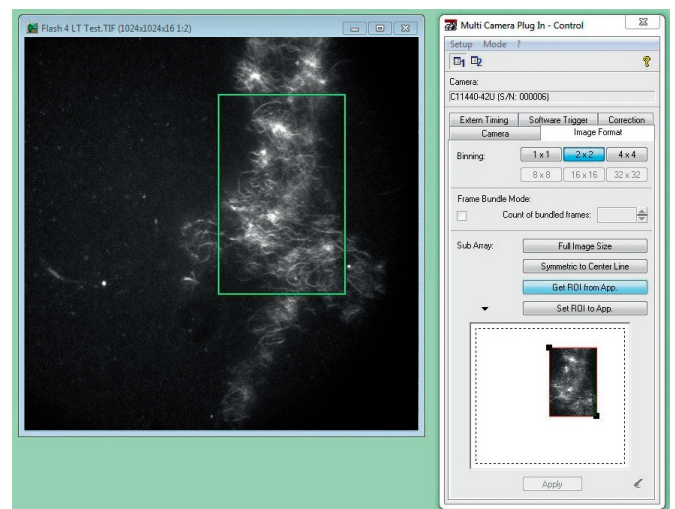 Flash 4 LT Test.TIF (1024x1024x16 1:2)
Multi Camera Plug In - Control
Setup Mode ?
1 2 ?
Camera:
C11440-42U (S/N: 000006)
Extern Timing Software Trigger Correction
Camera Image Format
Binning: 1 x 1 2 x 2 4 x 4
8 x 8 16 x 16 32 x 32
Frame Bundle Mode:
Count of bundled frames:
Sub Array: Full Image Size
Symmetric to Center Line
Get ROI from App.
Set ROI to App.
Apply